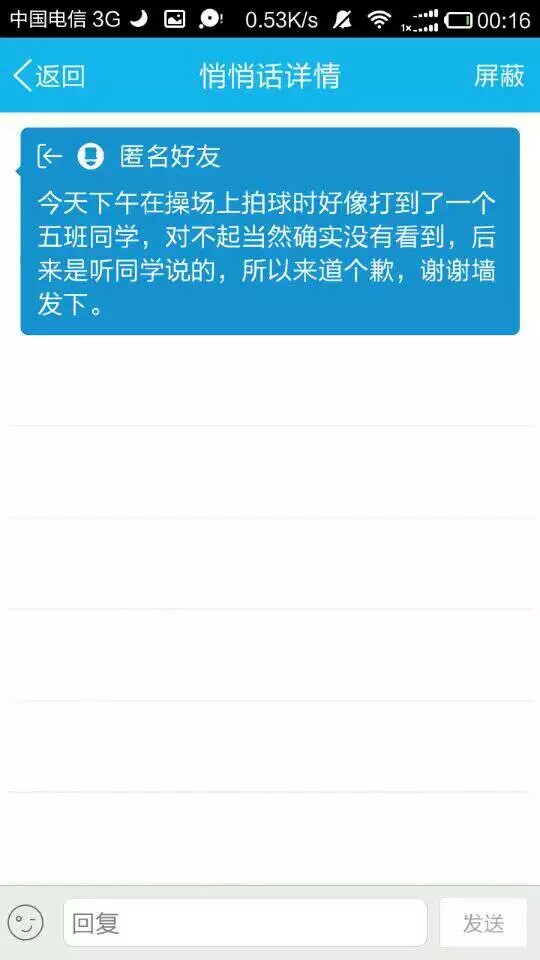 中国电信 3G 0.53K/s 1x 00:16
返回 悄悄话详情 屏蔽
匿名好友
今天下午在操场上拍球时好像打到了一个
五班同学，对不起当然确实没有看到，后
来是听同学说的，所以来道个歉，谢谢墙
发下。
回复 发送